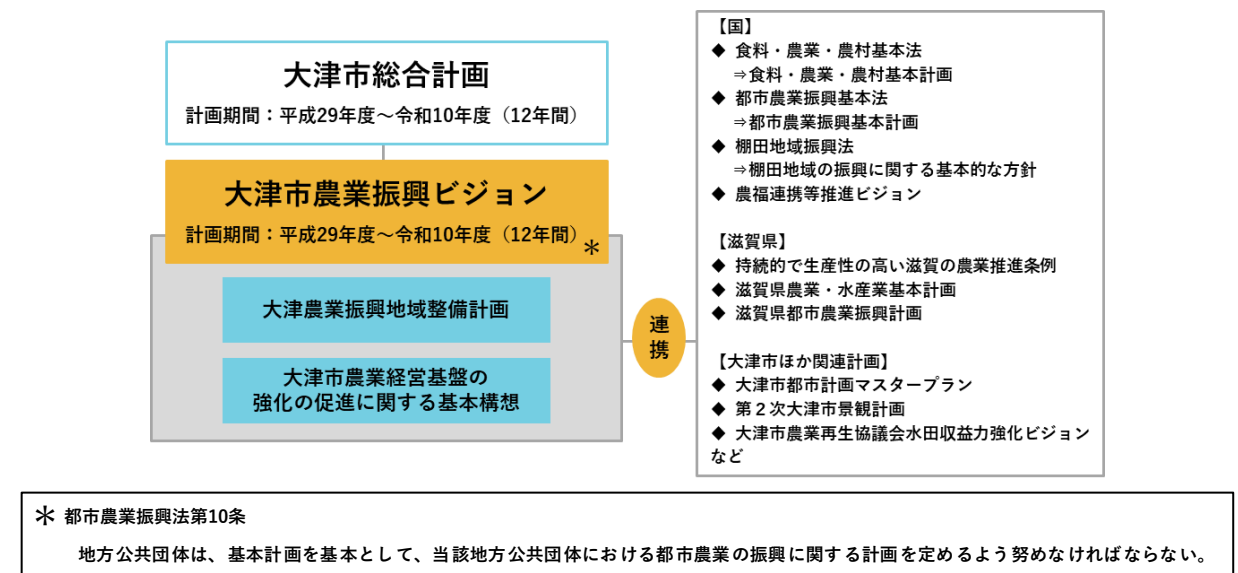 大津市総合計画
計画期間：平成29年度～令和10年度（12年間）
大津市農業振興ビジョン
計画期間：平成29年度～令和10年度（12年間）＊
大津農業振興地域整備計画
大津市農業経営基盤の
強化の促進に関する基本構想
連
携
【国】
◆ 食料・農業・農村基本法
⇒食料・農業・農村基本計画
◆ 都市農業振興基本法
⇒都市農業振興基本計画
◆ 棚田地域振興法
⇒棚田地域の振興に関する基本的な方針
◆ 農福連携等推進ビジョン
【滋賀県】
◆ 持続的で生産性の高い滋賀の農業推進条例
◆ 滋賀県農業・水産業基本計画
◆ 滋賀県都市農業振興計画
【大津市ほか関連計画】
◆ 大津市都市計画マスタープラン
◆ 第２次大津市景観計画
◆ 大津市農業再生協議会水田収益力強化ビジョン
など
＊ 都市農業振興法第10条
地方公共団体は、基本計画を基本として、当該地方公共団体における都市農業の振興に関する計画を定めるよう努めなければならない。